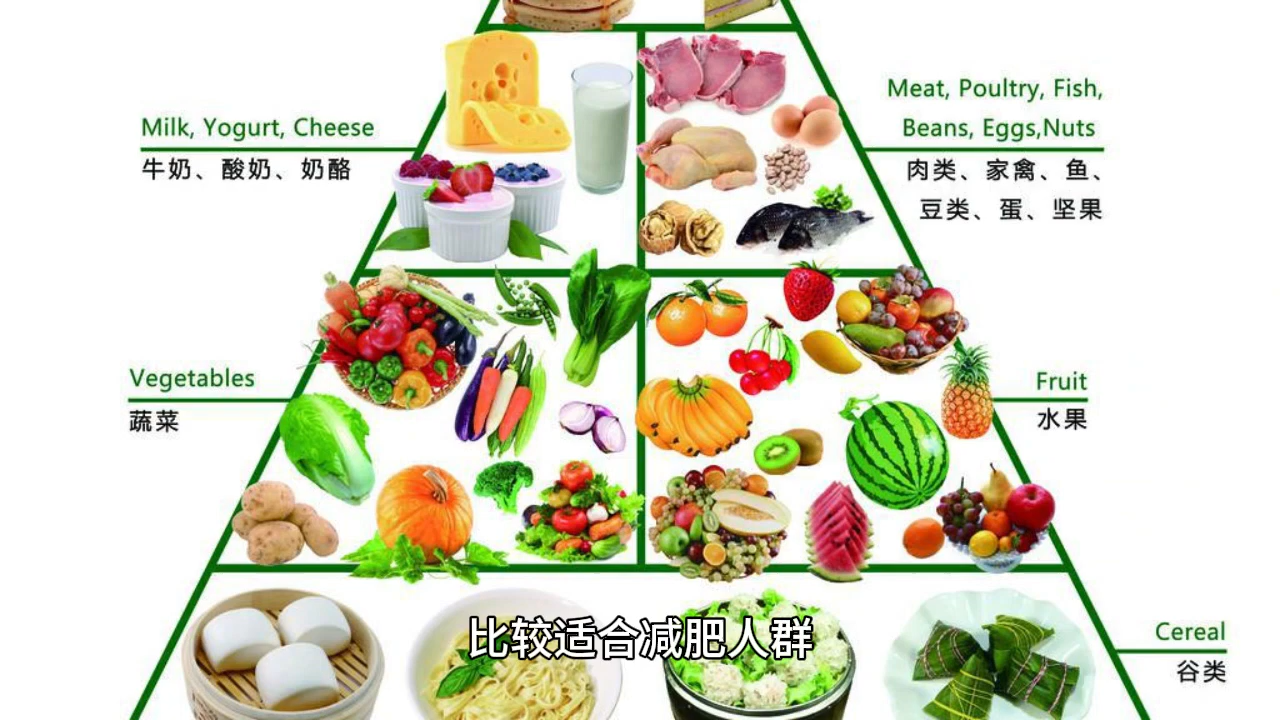 Milk, Yogurt, Cheese
牛奶、酸奶、奶酪
Meat, Poultry, Fish,
Beans, Eggs,Nuts
肉类、家禽、鱼、
豆类、蛋、坚果
Vegetables
蔬菜
Fruit
水果
比较适合减肥人群
Cereal
谷类